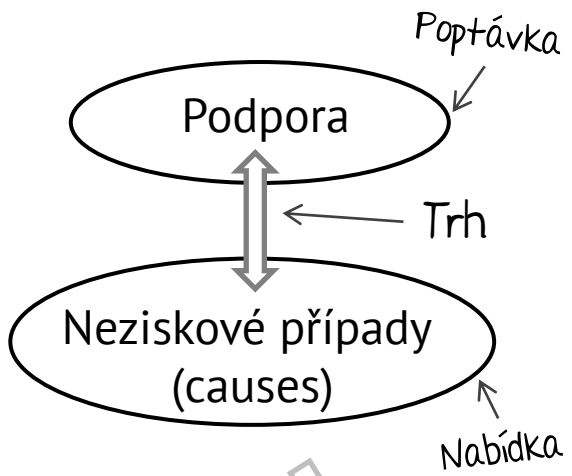 Poptávka
Podpora
Trh
Neziskové případy
(causes)
Nabídka